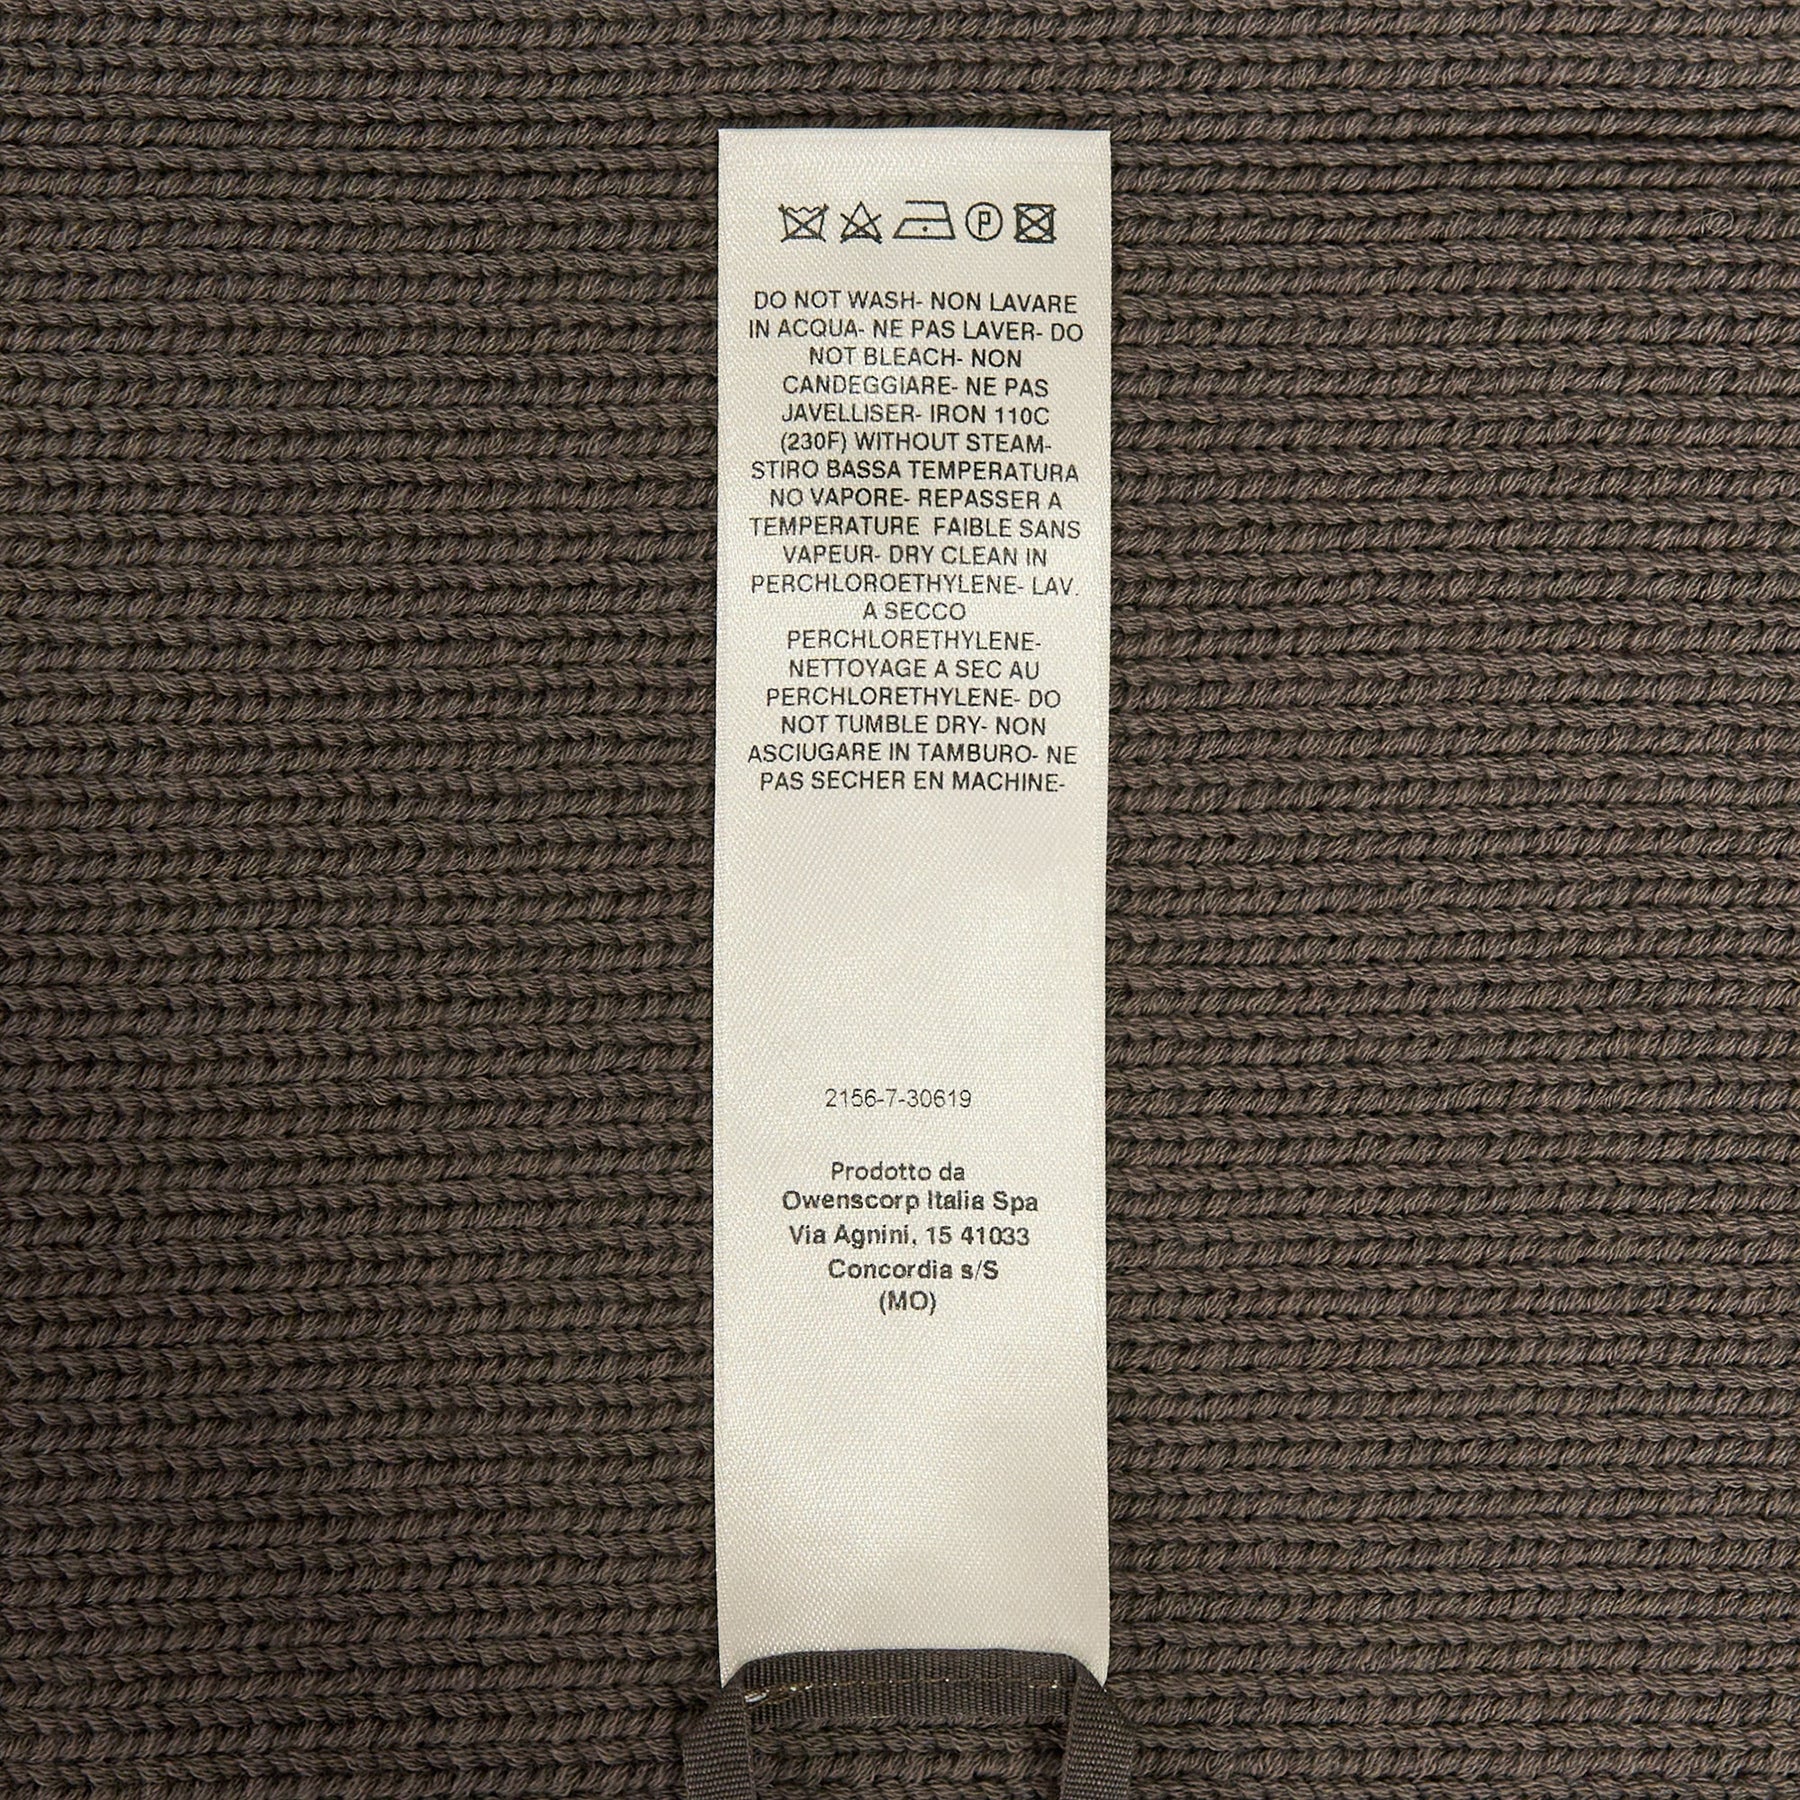 P
DO NOT WASH- NON LAVARE
IN ACQUA- NE PAS LAVER- DO
NOT BLEACH- NON
CANDEGGIARE- NE PAS
JAVELLISER- IRON 110C
(230F) WITHOUT STEAM-
STIRO BASSA TEMPERATURA
NO VAPORE- REPASSER A
TEMPERATURE FAIBLE SANS
VAPEUR- DRY CLEAN IN
PERCHLOROETHYLENE- LAV.
A SECCO
PERCHLORETHYLENE-
NETTOYAGE A SEC AU
PERCHLORETHYLENE- DO
NOT TUMBLE DRY- NON
ASCIUGARE IN TAMBURO- NE
PAS SECHER EN MACHINE-
2156-7-30619
Prodotto da
Owenscorp Italia Spa
Via Agnini, 15 41033
Concordia s/S
(MO)